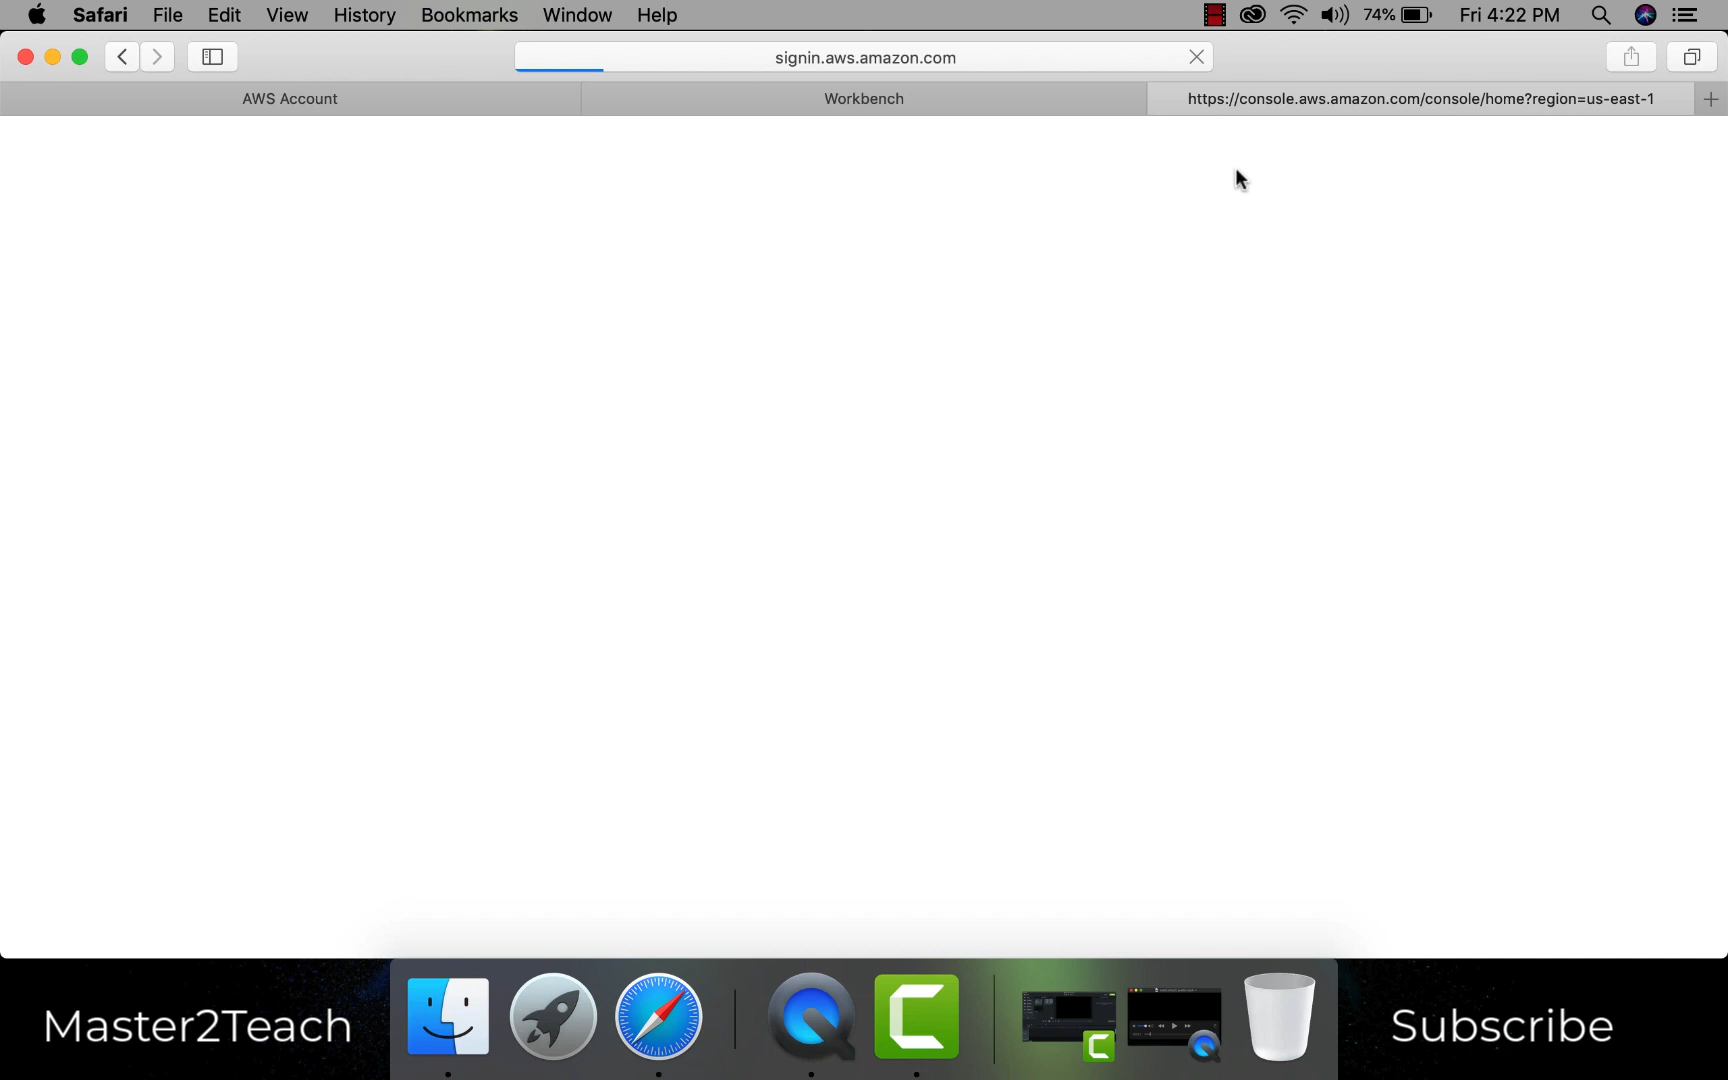 Safari File Edit View History Bookmarks Window Help 74% Fri 4:22 PM
signin.aws.amazon.com
AWS Account Workbench https://console.aws.amazon.com/console/home?region=us-east-1
Master2Teach Subscribe